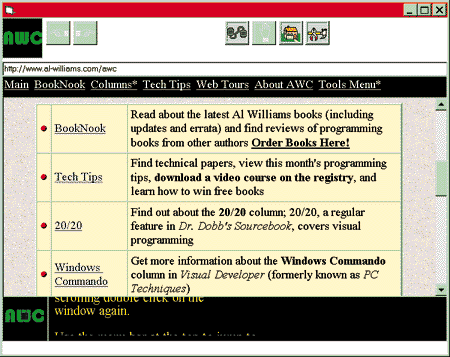 AWC
http://www.al-williams.com/awc
Main BookNook Columns* Tech Tips Web Tours About AWC Tools Menu*
BookNook
Read about the latest Al Williams books (including
updates and errata) and find reviews of programming
books from other authors Order Books Here!
Tech Tips
Find technical papers, view this month's programming
tips, download a video course on the registry, and
learn how to win free books
20/20
Find out about the 20/20 column; 20/20, a regular
feature in Dr. Dobb's Sourcebook, covers visual
programming
Windows
Commando
Get more information about the Windows Commando
column in Visual Developer (formerly known as PC
Techniques)
AWC
scrolling double click on the
window again.
Use the menu bar at the top to jump to